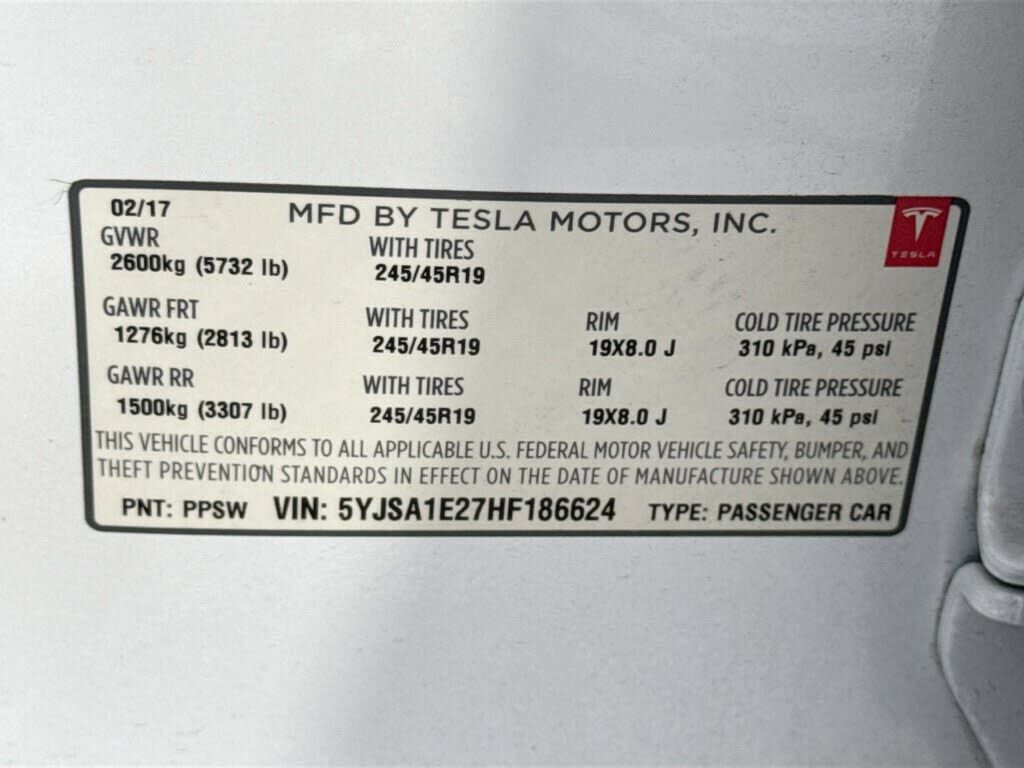 02/17 MFD BY TESLA MOTORS, INC.
TESLA
GVWR WITH TIRES
2600kg (5732 lb) 245/45R19
GAWR FRT WITH TIRES RIM COLD TIRE PRESSURE
1276kg (2813 lb) 245/45R19 19X8.0 J 310 kPa, 45 psi
GAWR RR WITH TIRES RIM COLD TIRE PRESSURE
1500kg (3307 lb) 245/45R19 19X8.0 J 310 kPa, 45 psi
THIS VEHICLE CONFORMS TO ALL APPLICABLE U.S. FEDERAL MOTOR VEHICLE SAFETY, BUMPER, AND
THEFT PREVENTION STANDARDS IN EFFECT ON THE DATE OF MANUFACTURE SHOWN ABOVE.
PNT: PPSW VIN: 5YJSA1E27HF186624 TYPE: PASSENGER CAR